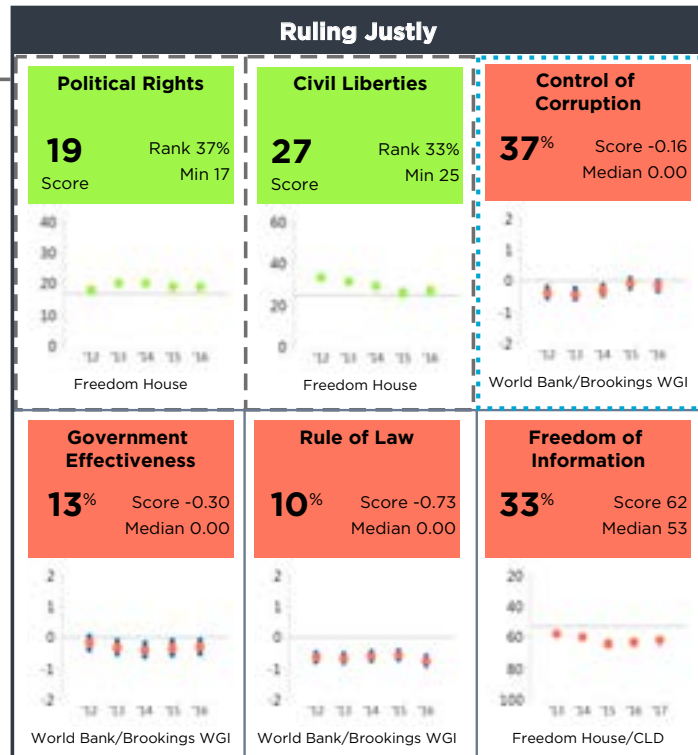 Ruling Justly
Political Rights
19
Score
Rank 37%
Min 17
40
30
20
10
0
'12 '13 '14 '15 '16
Freedom House
Civil Liberties
27
Score
Rank 33%
Min 25
60
40
20
0
'12 '13 '14 '15 '16
Freedom House
Control of
Corruption
37%
Score -0.16
Median 0.00
2
1
0
-1
-2
'12 '13 '14 '15 '16
World Bank/Brookings WGI
Government
Effectiveness
13%
Score -0.30
Median 0.00
2
1
0
-1
-2
'12 '13 '14 '15 '16
World Bank/Brookings WGI
Rule of Law
10%
Score -0.73
Median 0.00
2
1
0
-1
-2
'12 '13 '14 '15 '16
World Bank/Brookings WGI
Freedom of
Information
33%
Score 62
Median 53
20
60
80
100
'13 '14 '15 '16 '17
Freedom House/CLD